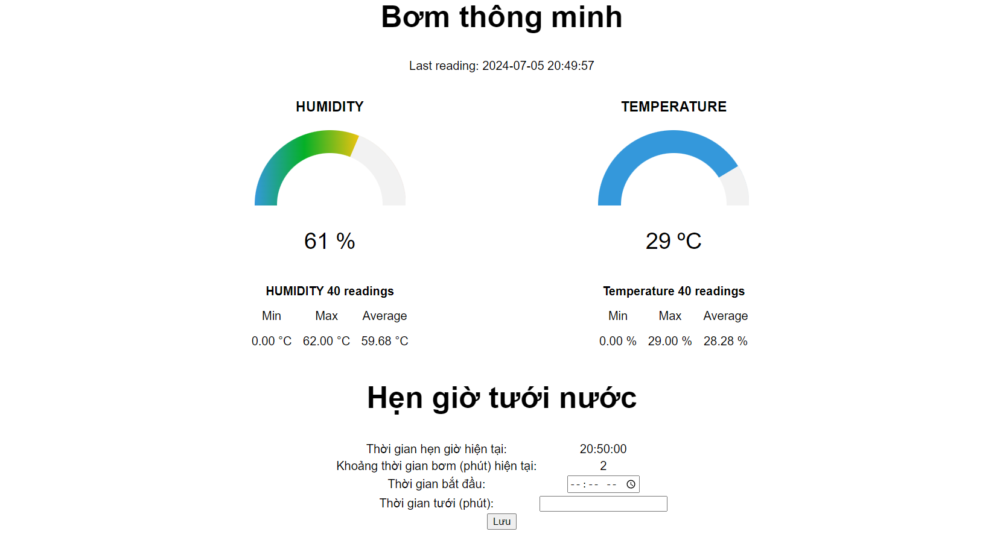 Bơm thông minh
Last reading: 2024-07-05 20:49:57
HUMIDITY
TEMPERATURE
61 %
29 ºC
HUMIDITY 40 readings
Min Max Average
0.00 °C 62.00 °C 59.68 °C
Temperature 40 readings
Min Max Average
0.00 % 29.00 % 28.28 %
Hẹn giờ tưới nước
Thời gian hẹn giờ hiện tại: 20:50:00
Khoảng thời gian bơm (phút) hiện tại: 2
Thời gian bắt đầu: --:-- --
Thời gian tưới (phút):
Lưu